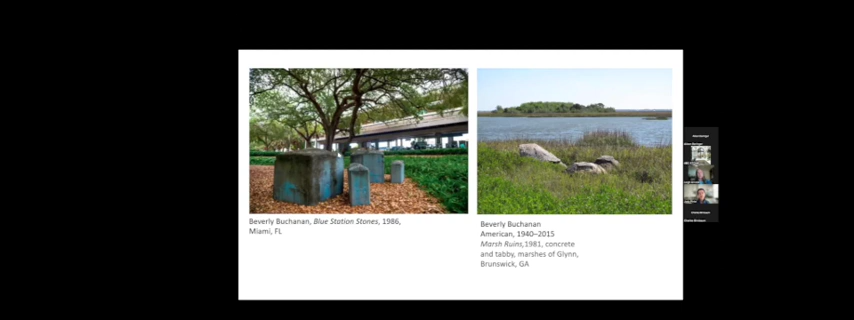 Beverly Buchanan, Blue Station Stones, 1986,
Miami, FL
Beverly Buchanan
American, 1940–2015
Marsh Ruins,1981, concrete
and tabby, marshes of Glynn,
Brunswick, GA